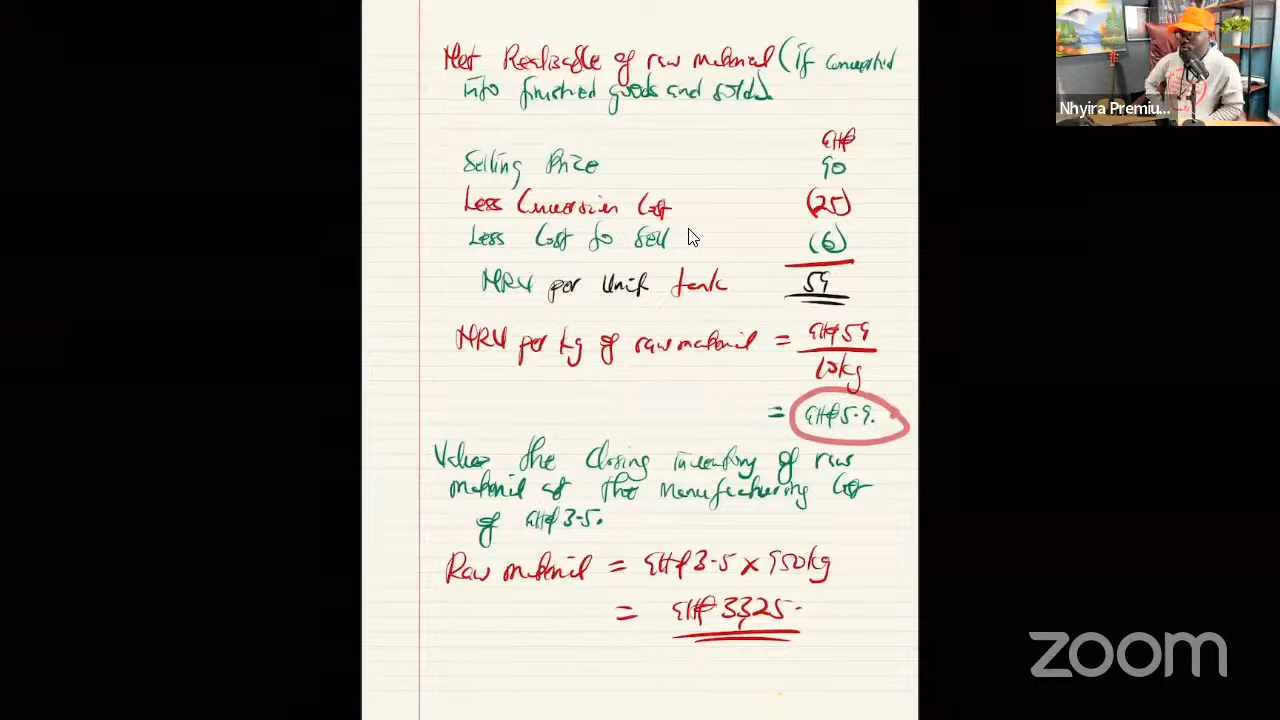 Net Realisable of raw material (if converted
into finished goods and sold)
GH¢
Selling Price 90
Less Conversion Cost (25)
Less Cost to Sell (6)
NRV per unit tank 59
NRV per kg of raw material = GH¢59
10kg
= GH¢5.9.
Value the closing inventory of raw
material at the manufacturing Cost
of GH¢3.5.
Raw material = GH¢3.5 x 950kg
= GH¢3,325.
Nhyira Premiu...
zoom